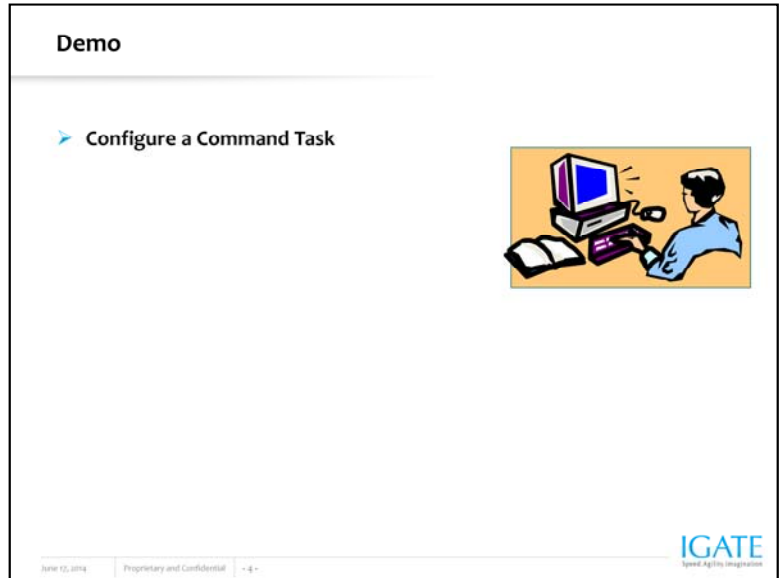 Demo
➢ Configure a Command Task
IGATE
Speed.Agility.Imagination
June 17, 2014 Proprietary and Confidential - 4 -